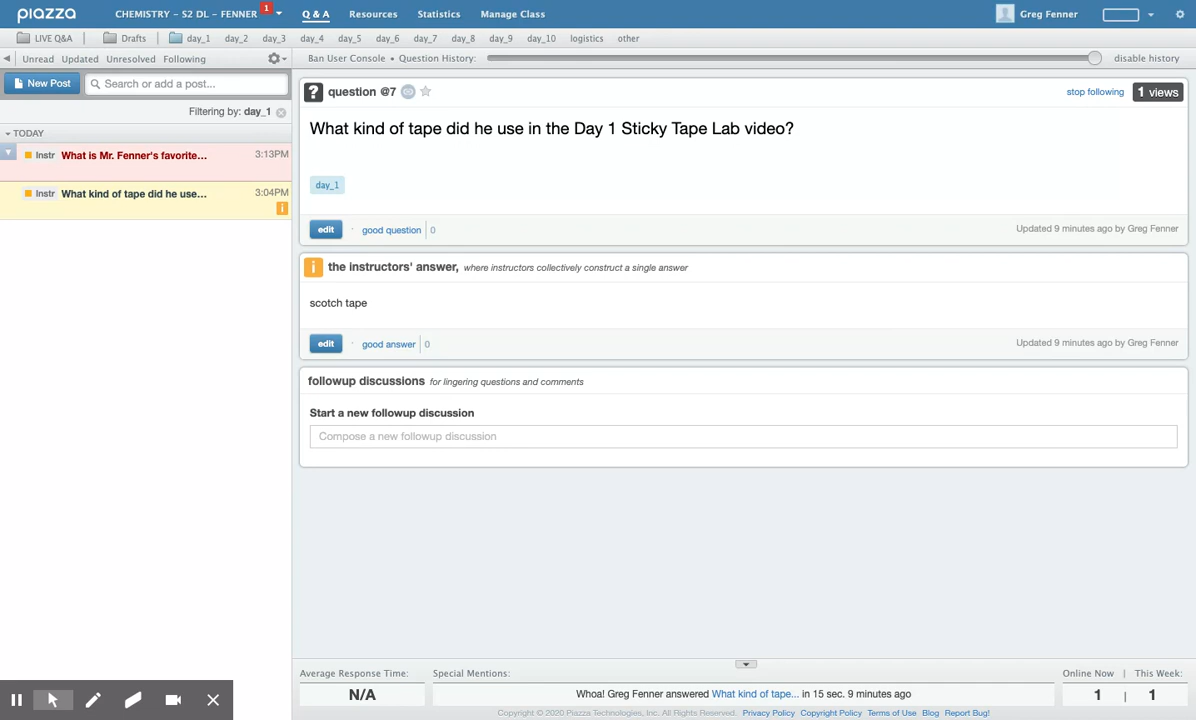 piazza CHEMISTRY – S2 DL – FENNER 1 Q & A Resources Statistics Manage Class Greg Fenner
LIVE Q&A Drafts day_1 day_2 day_3 day_4 day_5 day_6 day_7 day_8 day_9 day_10 logistics other
Unread Updated Unresolved Following Ban User Console • Question History: disable history
New Post Search or add a post...
Filtering by: day_1
TODAY
Instr What is Mr. Fenner's favorite... 3:13PM
Instr What kind of tape did he use... 3:04PM
i
? question @7 stop following 1 views
What kind of tape did he use in the Day 1 Sticky Tape Lab video?
day_1
edit · good question 0 Updated 9 minutes ago by Greg Fenner
i the instructors' answer, where instructors collectively construct a single answer
scotch tape
edit · good answer 0 Updated 9 minutes ago by Greg Fenner
followup discussions for lingering questions and comments
Start a new followup discussion
Compose a new followup discussion
Average Response Time: Special Mentions: Online Now | This Week:
N/A Whoa! Greg Fenner answered What kind of tape... in 15 sec. 9 minutes ago 1 | 1
Copyright © 2020 Piazza Technologies, Inc. All Rights Reserved. Privacy Policy Copyright Policy Terms of Use Blog Report Bug!